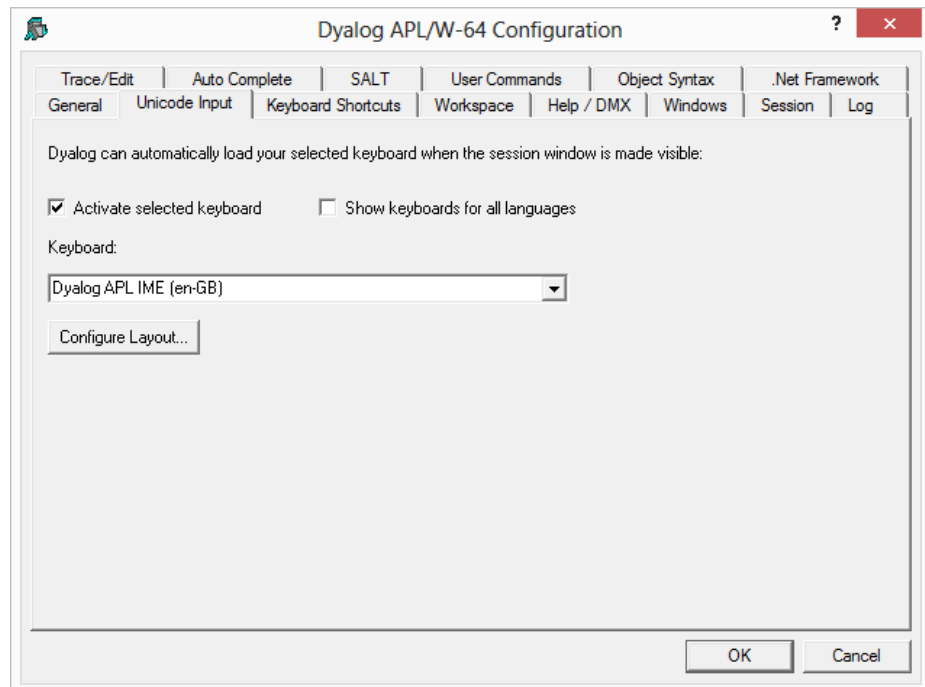 Dyalog APL/W-64 Configuration ? ×
Trace/Edit Auto Complete SALT User Commands Object Syntax .Net Framework
General Unicode Input Keyboard Shortcuts Workspace Help / DMX Windows Session Log
Dyalog can automatically load your selected keyboard when the session window is made visible:
Activate selected keyboard Show keyboards for all languages
Keyboard:
Dyalog APL IME (en-GB)
Configure Layout...
OK Cancel